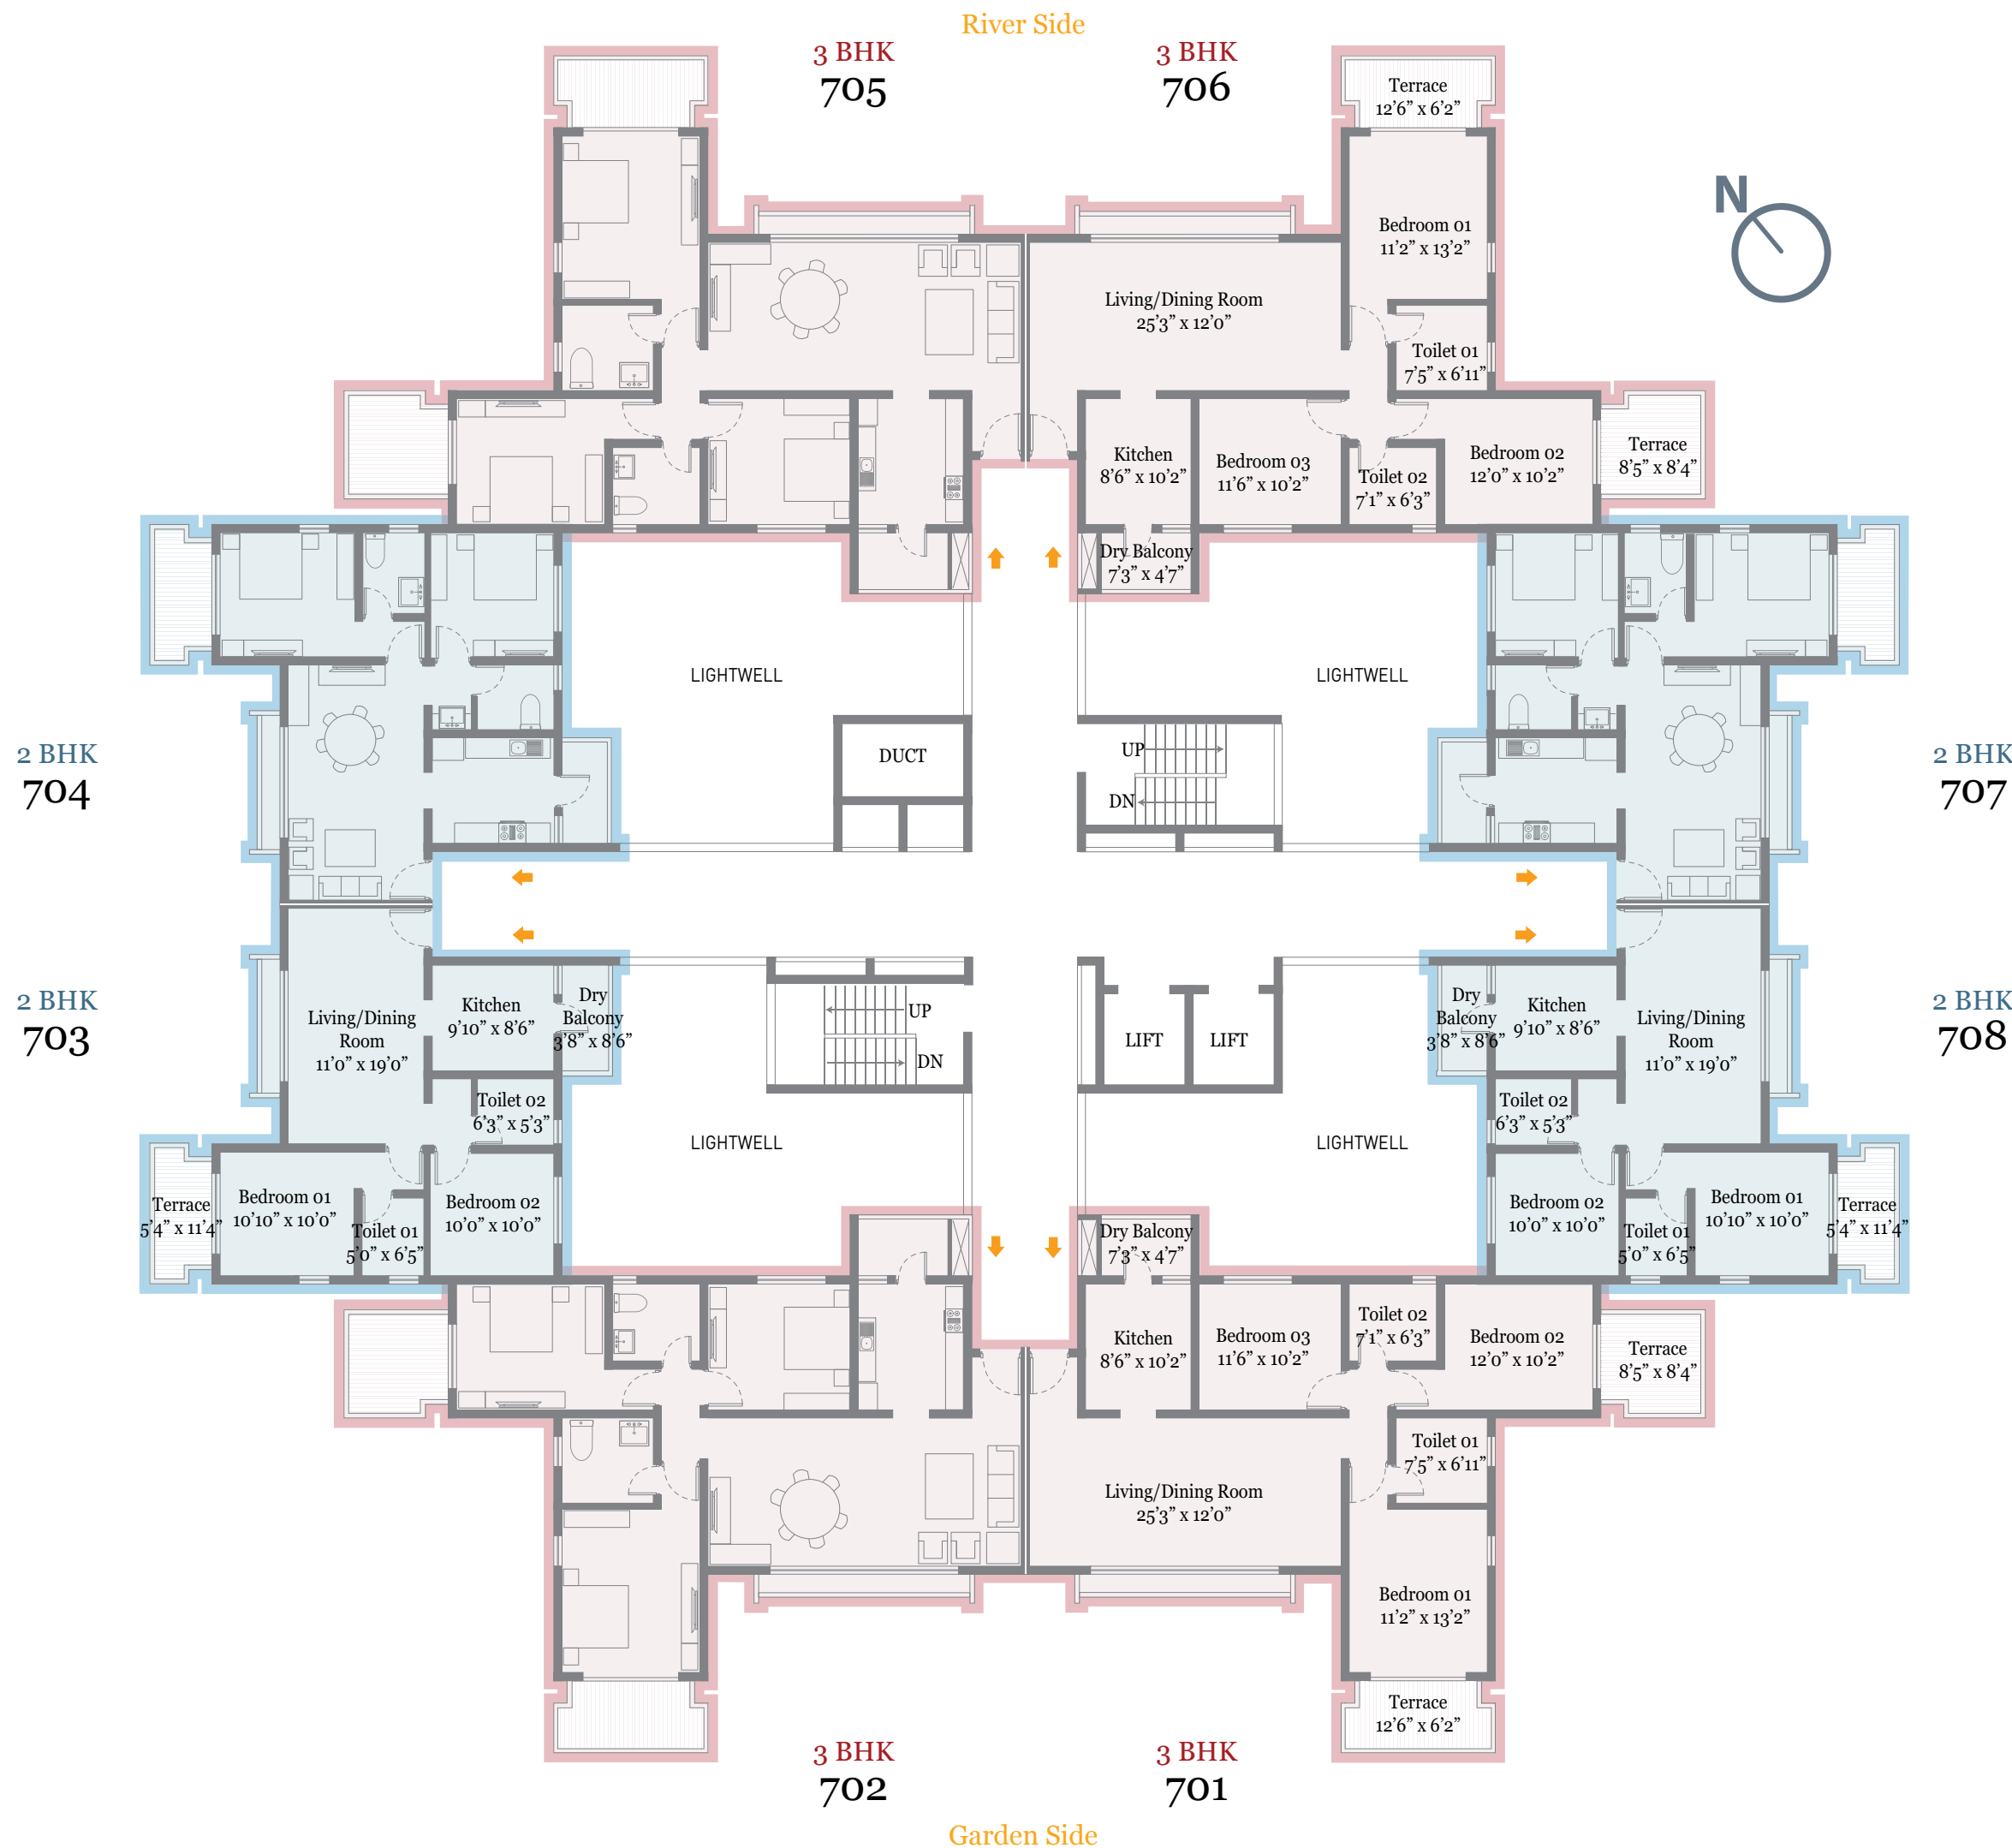 River Side
3 BHK
705
3 BHK
706
Terrace
12’6” x 6’2”
N
Bedroom 01
11’2” x 13’2”
Living/Dining Room
25’3” x 12’0”
Toilet 01
7’5” x 6’11”
Kitchen
8’6” x 10’2”
Bedroom 03
11’6” x 10’2”
Toilet 02
7’1” x 6’3”
Bedroom 02
12’0” x 10’2”
Terrace
8’5” x 8’4”
Dry Balcony
7’3” x 4’7”
LIGHTWELL
LIGHTWELL
2 BHK
704
DUCT
UP
DN
2 BHK
707
2 BHK
703
Living/Dining
Room
11’0” x 19’0”
Kitchen
9’10” x 8’6”
Dry
Balcony
3’8” x 8’6”
UP
DN
LIFT
LIFT
Dry
Balcony
3’8” x 8’6”
Kitchen
9’10” x 8’6”
Living/Dining
Room
11’0” x 19’0”
2 BHK
708
Toilet 02
6’3” x 5’3”
LIGHTWELL
LIGHTWELL
Toilet 02
6’3” x 5’3”
Terrace
5’4” x 11’4”
Bedroom 01
10’10” x 10’0”
Toilet 01
5’0” x 6’5”
Bedroom 02
10’0” x 10’0”
Bedroom 02
10’0” x 10’0”
Toilet 01
5’0” x 6’5”
Bedroom 01
10’10” x 10’0”
Terrace
5’4” x 11’4”
Dry Balcony
7’3” x 4’7”
Kitchen
8’6” x 10’2”
Bedroom 03
11’6” x 10’2”
Toilet 02
7’1” x 6’3”
Bedroom 02
12’0” x 10’2”
Terrace
8’5” x 8’4”
Toilet 01
7’5” x 6’11”
Living/Dining Room
25’3” x 12’0”
Bedroom 01
11’2” x 13’2”
Terrace
12’6” x 6’2”
3 BHK
702
3 BHK
701
Garden Side